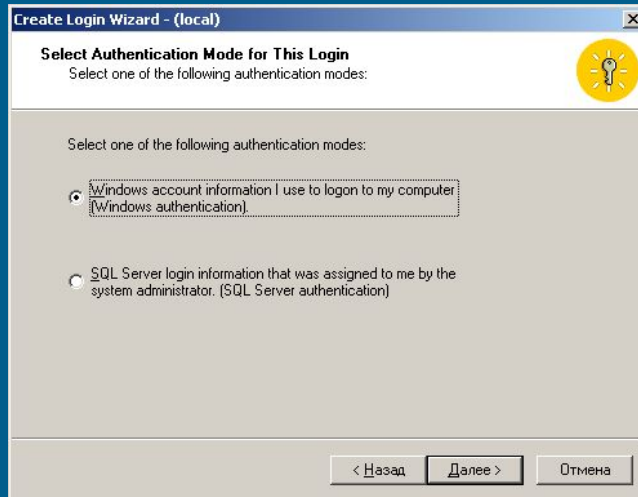 Create Login Wizard - (local)
Select Authentication Mode for This Login
Select one of the following authentication modes:
Select one of the following authentication modes:
Windows account information I use to logon to my computer
(Windows authentication).
SQL Server login information that was assigned to me by the
system administrator. (SQL Server authentication)
< Назад
Далее >
Отмена